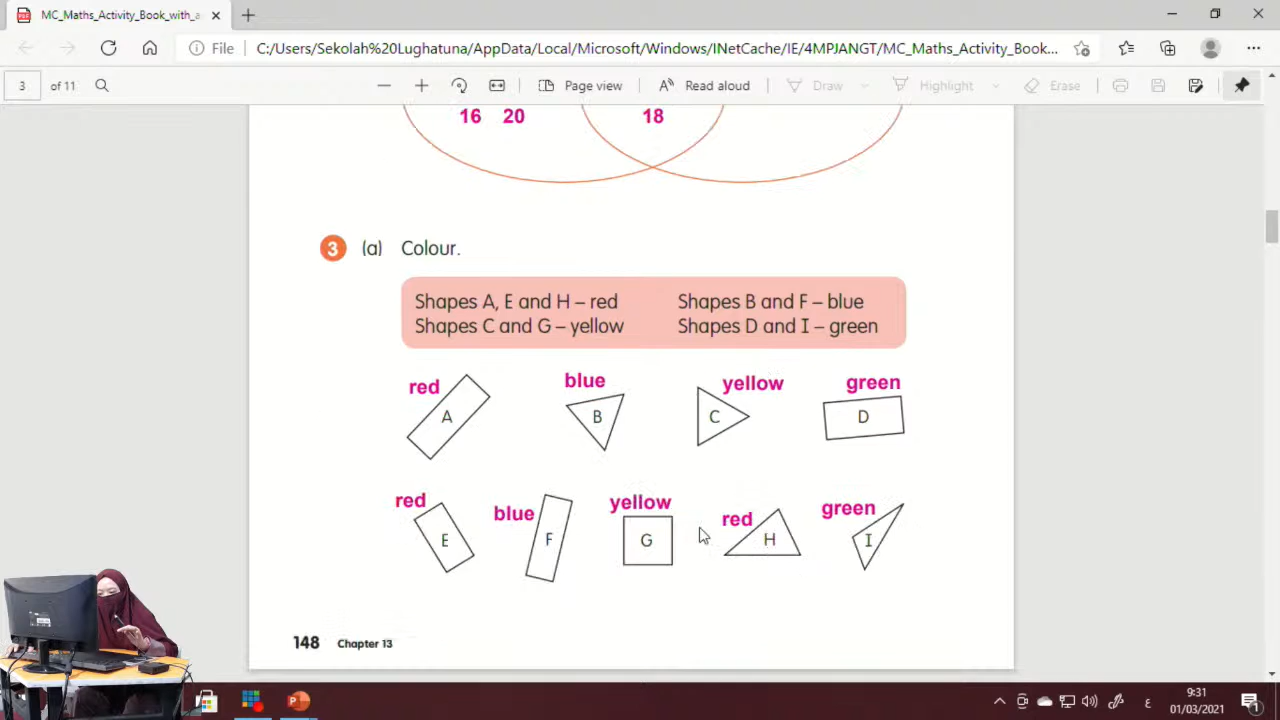 MC_Maths_Activity_Book_with_a
File
C:/Users/Sekolah%20Lughatuna/AppData/Local/Microsoft/Windows/INetCache/IE/4MPJANGT/MC_Maths_Activity_Book...
3 of 11
Page view
Read aloud
Draw
Highlight
Erase
16 20 18
3 (a) Colour.
Shapes A, E and H – red Shapes B and F – blue
Shapes C and G – yellow Shapes D and I – green
red blue yellow green
A B C D
red blue yellow red green
E F G H I
148 Chapter 13
ع
9:31
01/03/2021
1